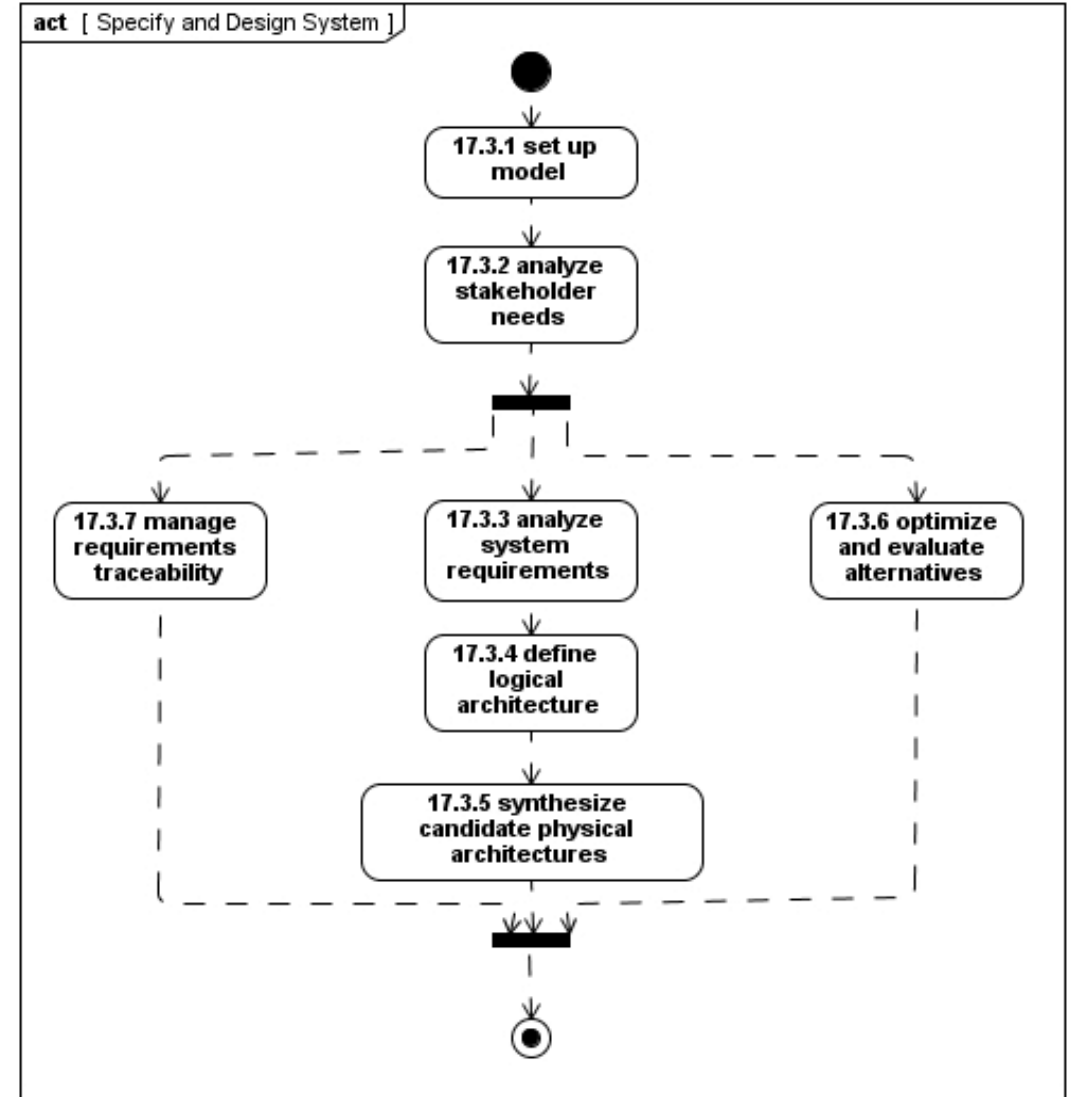 act [ Specify and Design System ]
17.3.1 set up
model
17.3.2 analyze
stakeholder
needs
17.3.7 manage
requirements
traceability
17.3.3 analyze
system
requirements
17.3.6 optimize
and evaluate
alternatives
17.3.4 define
logical
architecture
17.3.5 synthesize
candidate physical
architectures